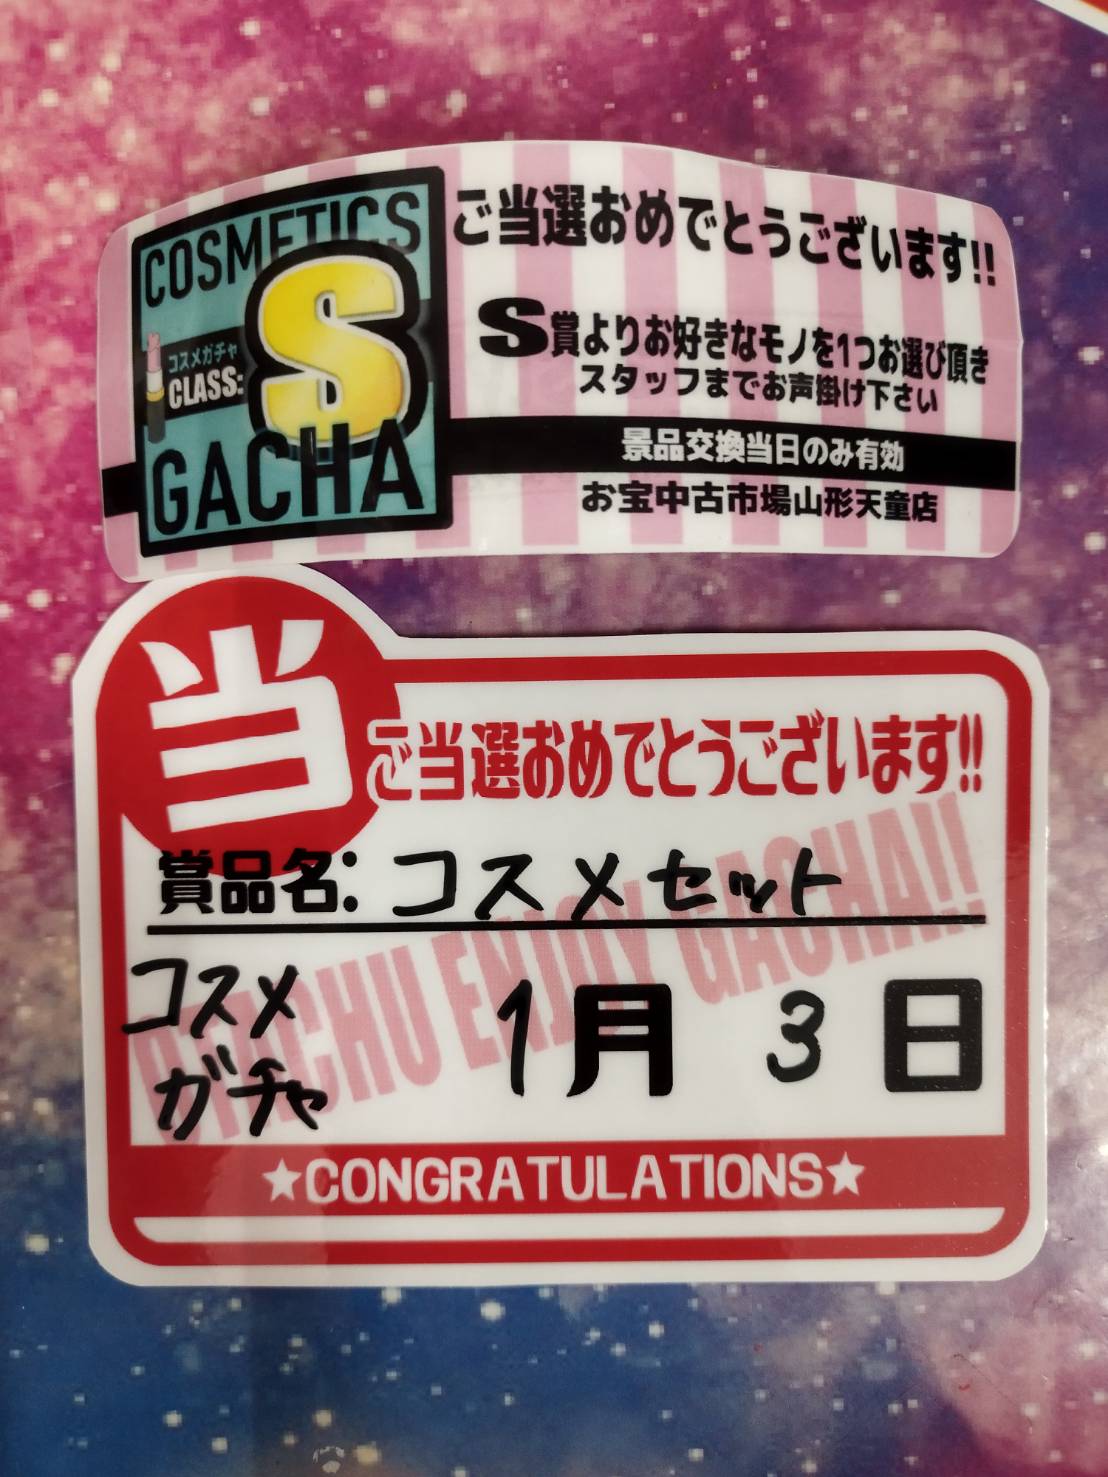 COSMETICS
S
コスメガチャ
CLASS:
GACHA
ご当選おめでとうございます!!
S賞よりお好きなモノを1つお選び頂き
スタッフまでお声掛け下さい
景品交換当日のみ有効
お宝中古市場山形天童店
当
ご当選おめでとうございます!!
賞品名:コスメセット
コスメ
ガチャ
1月 3日
OTACHU ENJOY GACHA!!
★CONGRATULATIONS★